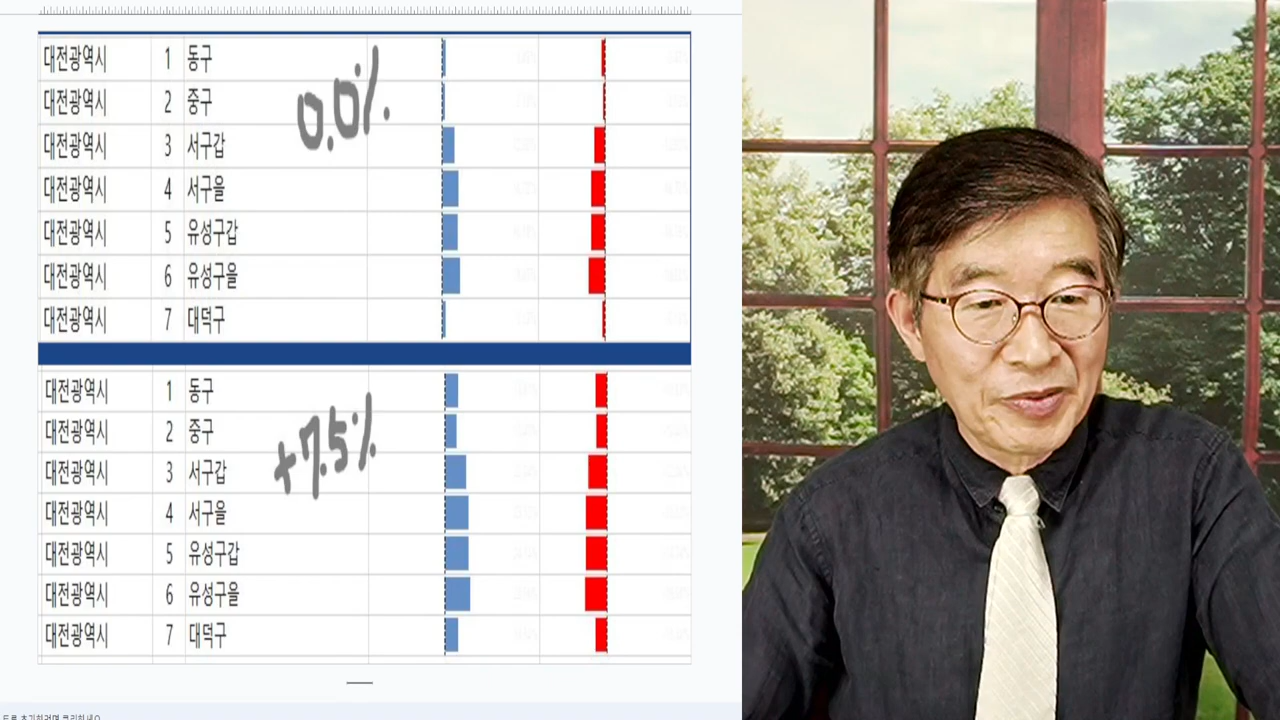 대전광역시 1 동구
대전광역시 2 중구
대전광역시 3 서구갑
대전광역시 4 서구을
대전광역시 5 유성구갑
대전광역시 6 유성구을
대전광역시 7 대덕구
0.0%
대전광역시 1 동구
대전광역시 2 중구
대전광역시 3 서구갑
대전광역시 4 서구을
대전광역시 5 유성구갑
대전광역시 6 유성구을
대전광역시 7 대덕구
+7.5%